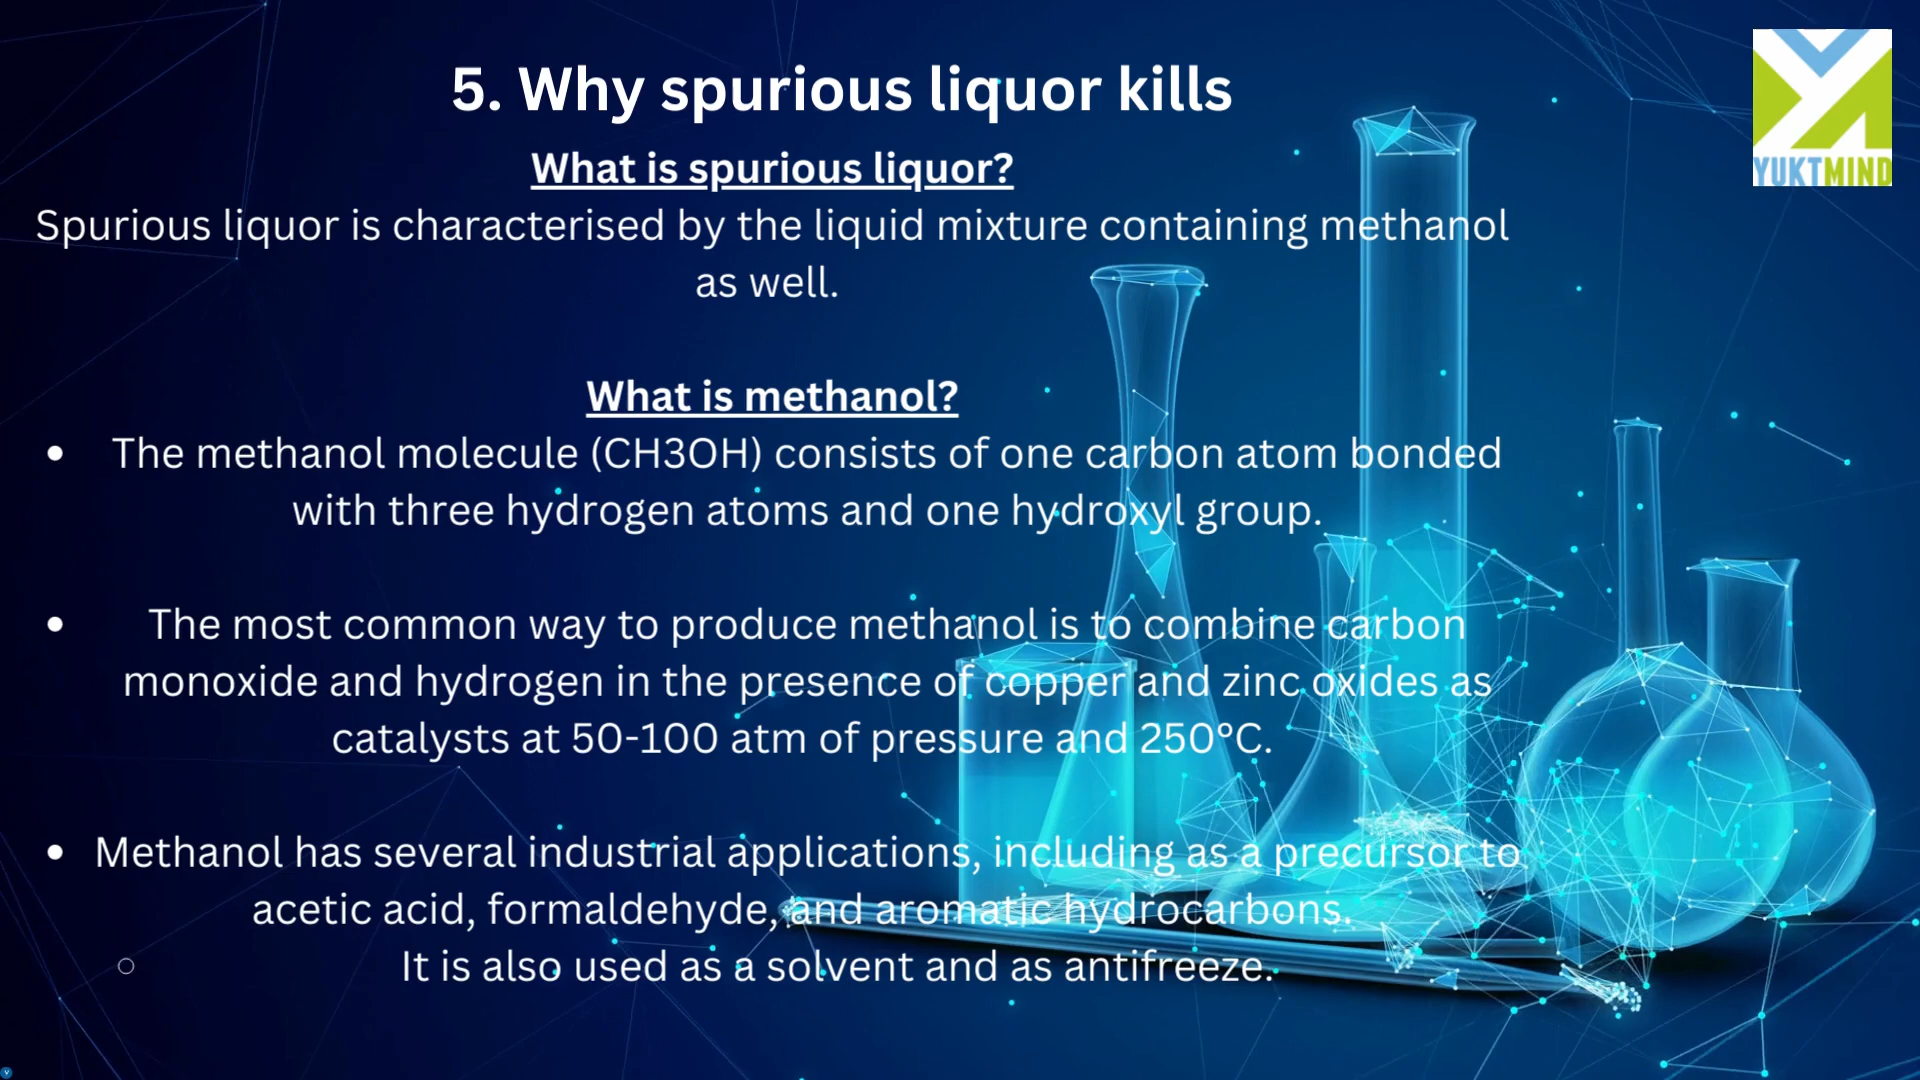 5. Why spurious liquor kills
YUKTMIND
What is spurious liquor?
Spurious liquor is characterised by the liquid mixture containing methanol
as well.
What is methanol?
• The methanol molecule (CH3OH) consists of one carbon atom bonded
with three hydrogen atoms and one hydroxyl group.
• The most common way to produce methanol is to combine carbon
monoxide and hydrogen in the presence of copper and zinc oxides as
catalysts at 50-100 atm of pressure and 250°C.
• Methanol has several industrial applications, including as a precursor to
acetic acid, formaldehyde, and aromatic hydrocarbons.
It is also used as a solvent and as antifreeze.